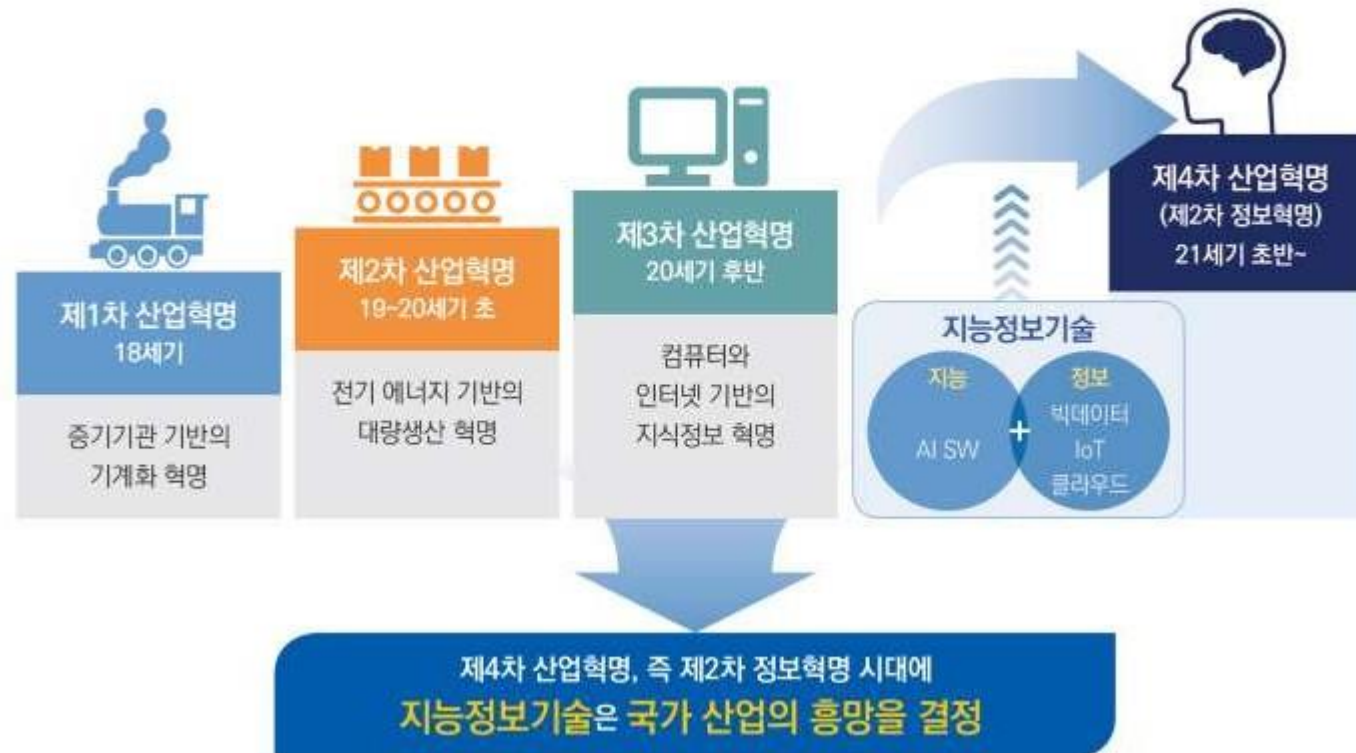 제1차 산업혁명
18세기
증기기관 기반의
기계화 혁명
제2차 산업혁명
19~20세기 초
전기 에너지 기반의
대량생산 혁명
제3차 산업혁명
20세기 후반
컴퓨터와
인터넷 기반의
지식정보 혁명
지능정보기술
지능
AI SW
+
정보
빅데이터
IoT
클라우드
제4차 산업혁명
(제2차 정보혁명)
21세기 초반~
제4차 산업혁명, 즉 제2차 정보혁명 시대에
지능정보기술은 국가 산업의 흥망을 결정